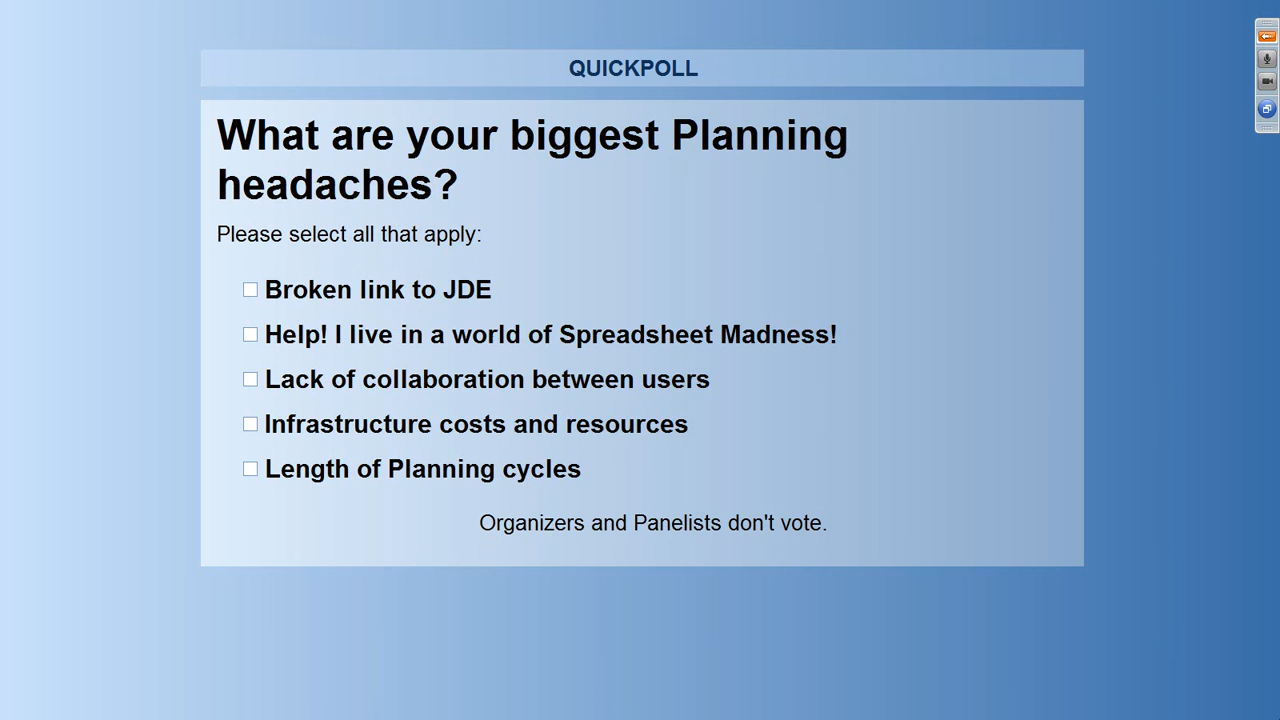 QUICKPOLL
What are your biggest Planning
headaches?
Please select all that apply:
Broken link to JDE
Help! I live in a world of Spreadsheet Madness!
Lack of collaboration between users
Infrastructure costs and resources
Length of Planning cycles
Organizers and Panelists don't vote.